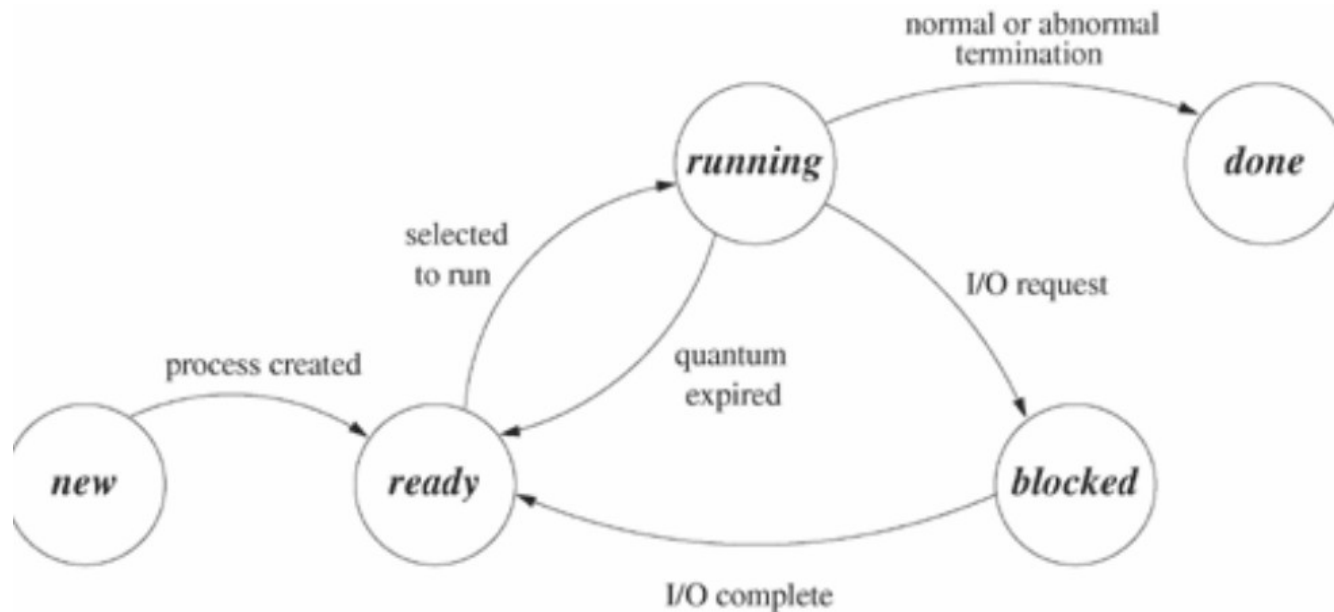 normal or abnormal
termination
running
done
selected
to run
I/O request
process created
quantum
expired
new
ready
blocked
I/O complete